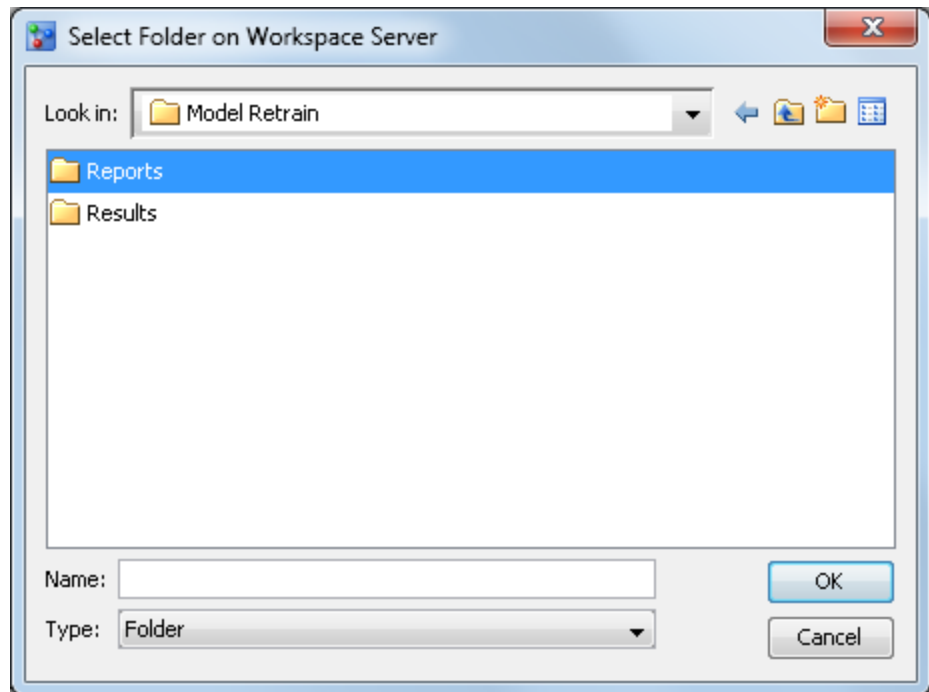 Select Folder on Workspace Server
Look in: Model Retrain
Reports
Results
Name:
OK
Type: Folder
Cancel